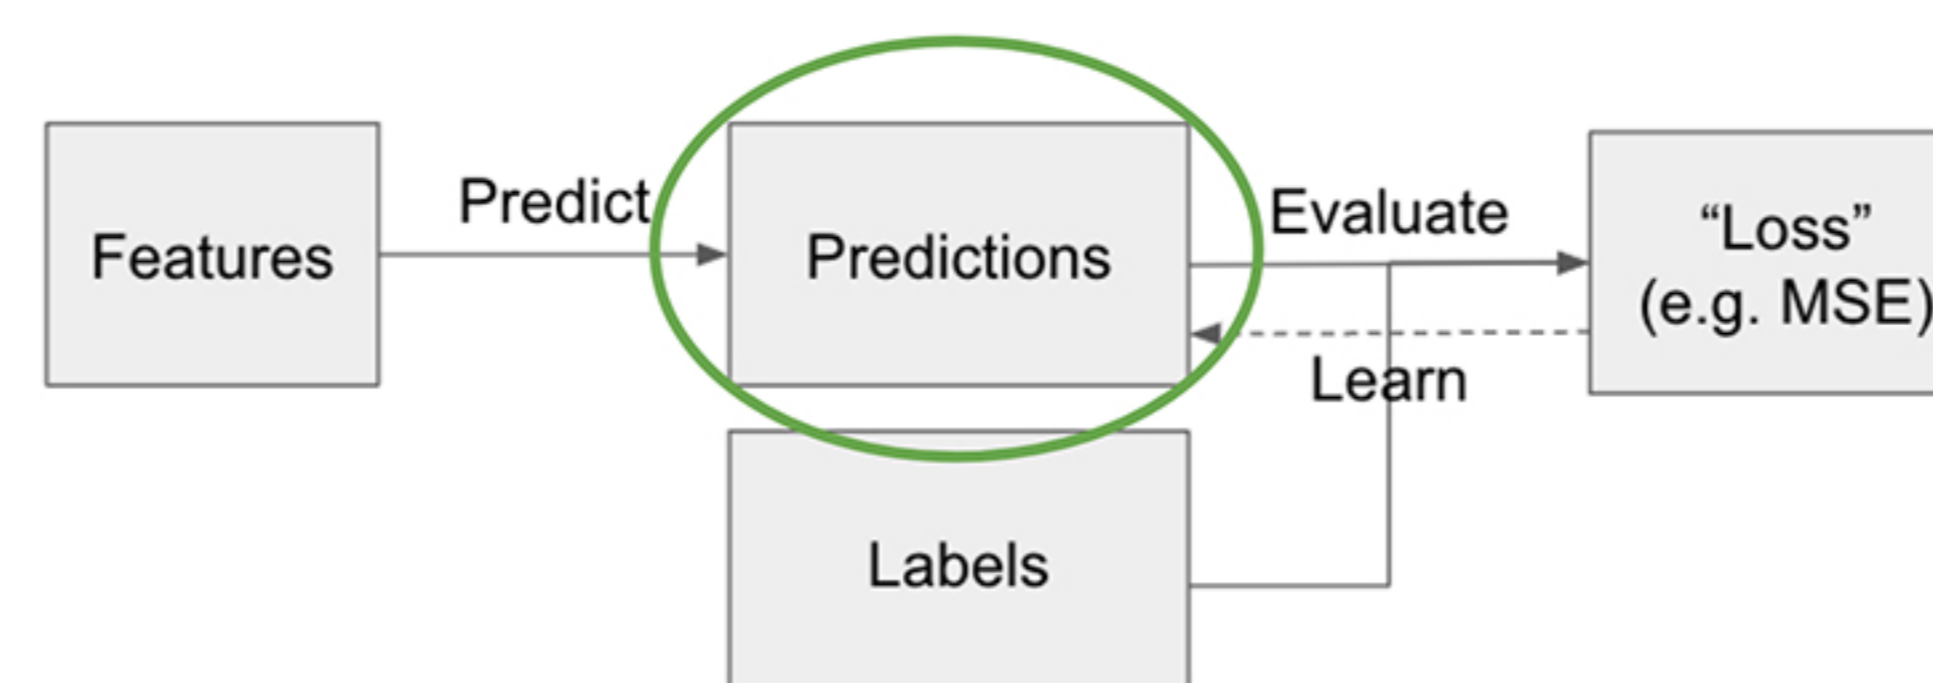 Features
Predict
Predictions
Evaluate
“Loss”
(e.g. MSE)
Learn
Labels